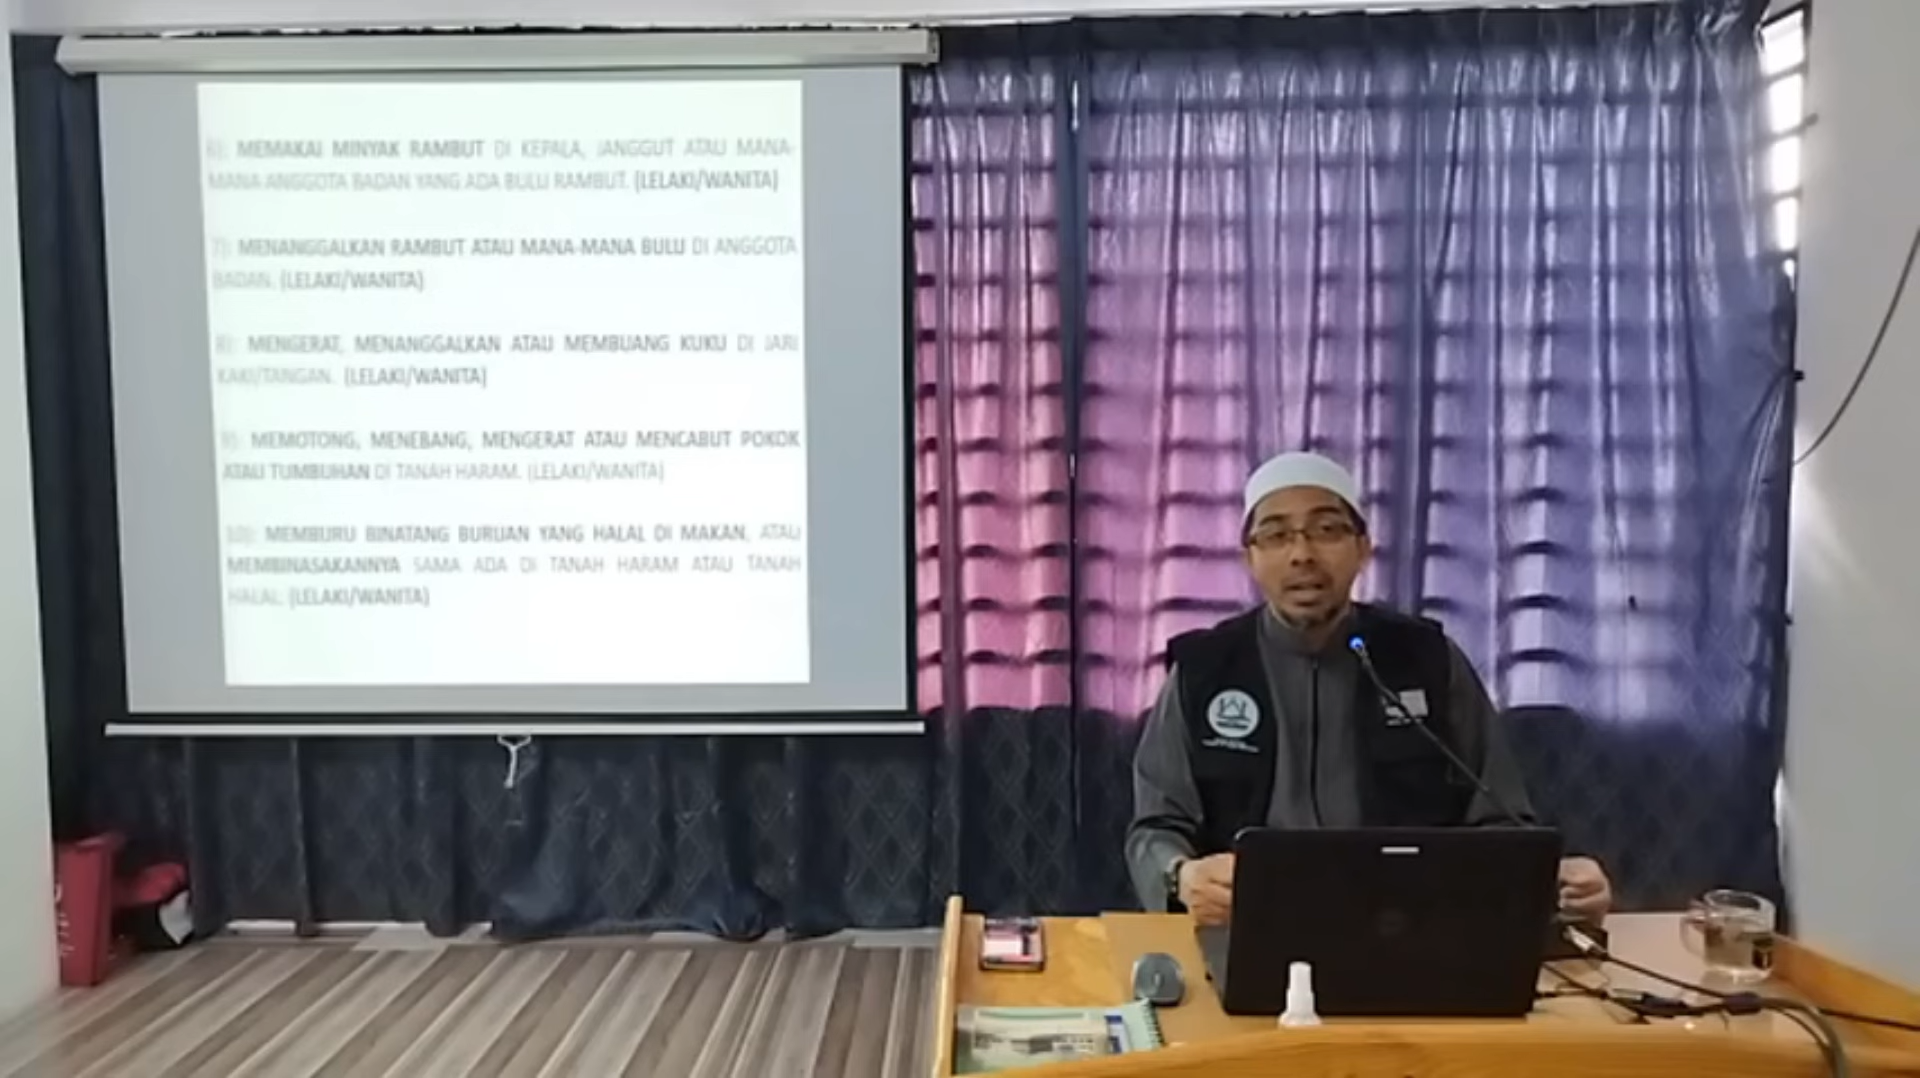 6): MEMAKAI MINYAK RAMBUT DI KEPALA, JANGGUT ATAU MANA-
MANA ANGGOTA BADAN YANG ADA BULU RAMBUT. (LELAKI/WANITA)
7): MENANGGALKAN RAMBUT ATAU MANA-MANA BULU DI ANGGOTA
BADAN. (LELAKI/WANITA)
8): MENGERAT, MENANGGALKAN ATAU MEMBUANG KUKU DI JARI
KAKI/TANGAN. (LELAKI/WANITA)
9): MEMOTONG, MENEBANG, MENGERAT ATAU MENCABUT POKOK
ATAU TUMBUHAN DI TANAH HARAM. (LELAKI/WANITA)
10): MEMBURU BINATANG BURUAN YANG HALAL DI MAKAN, ATAU
MEMBINASAKANNYA SAMA ADA DI TANAH HARAM ATAU TANAH
HALAL. (LELAKI/WANITA)